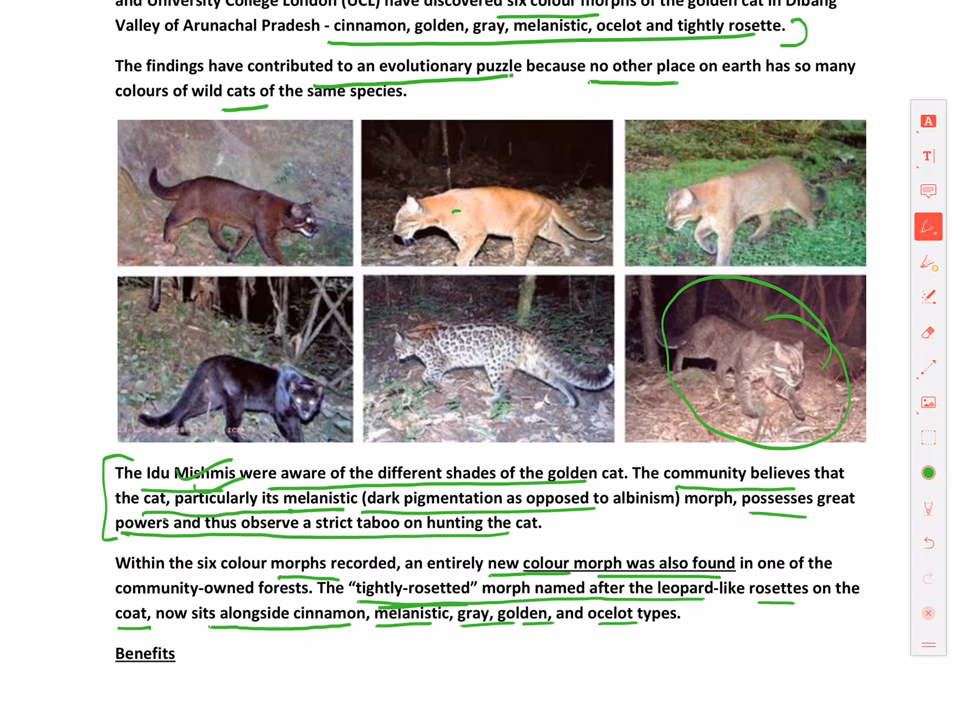 and University College London (UCL) have discovered six colour morphs of the golden cat in Dibang
Valley of Arunachal Pradesh - cinnamon, golden, gray, melanistic, ocelot and tightly rosette.
The findings have contributed to an evolutionary puzzle because no other place on earth has so many
colours of wild cats of the same species.
The Idu Mishmis were aware of the different shades of the golden cat. The community believes that
the cat, particularly its melanistic (dark pigmentation as opposed to albinism) morph, possesses great
powers and thus observe a strict taboo on hunting the cat.
Within the six colour morphs recorded, an entirely new colour morph was also found in one of the
community-owned forests. The “tightly-rosetted” morph named after the leopard-like rosettes on the
coat, now sits alongside cinnamon, melanistic, gray, golden, and ocelot types.
Benefits
A
T